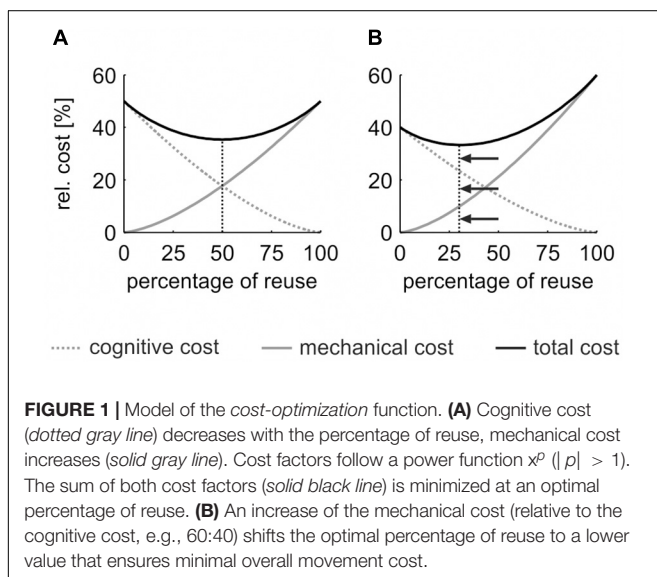 A
B
60
40
20
0
rel. cost [%]
0 25 50 75 100
percentage of reuse
60
40
20
0
0 25 50 75 100
percentage of reuse
cognitive cost mechanical cost total cost
FIGURE 1 | Model of the cost-optimization function. (A) Cognitive cost
(dotted gray line) decreases with the percentage of reuse, mechanical cost
increases (solid gray line). Cost factors follow a power function x^p (| p| > 1).
The sum of both cost factors (solid black line) is minimized at an optimal
percentage of reuse. (B) An increase of the mechanical cost (relative to the
cognitive cost, e.g., 60:40) shifts the optimal percentage of reuse to a lower
value that ensures minimal overall movement cost.